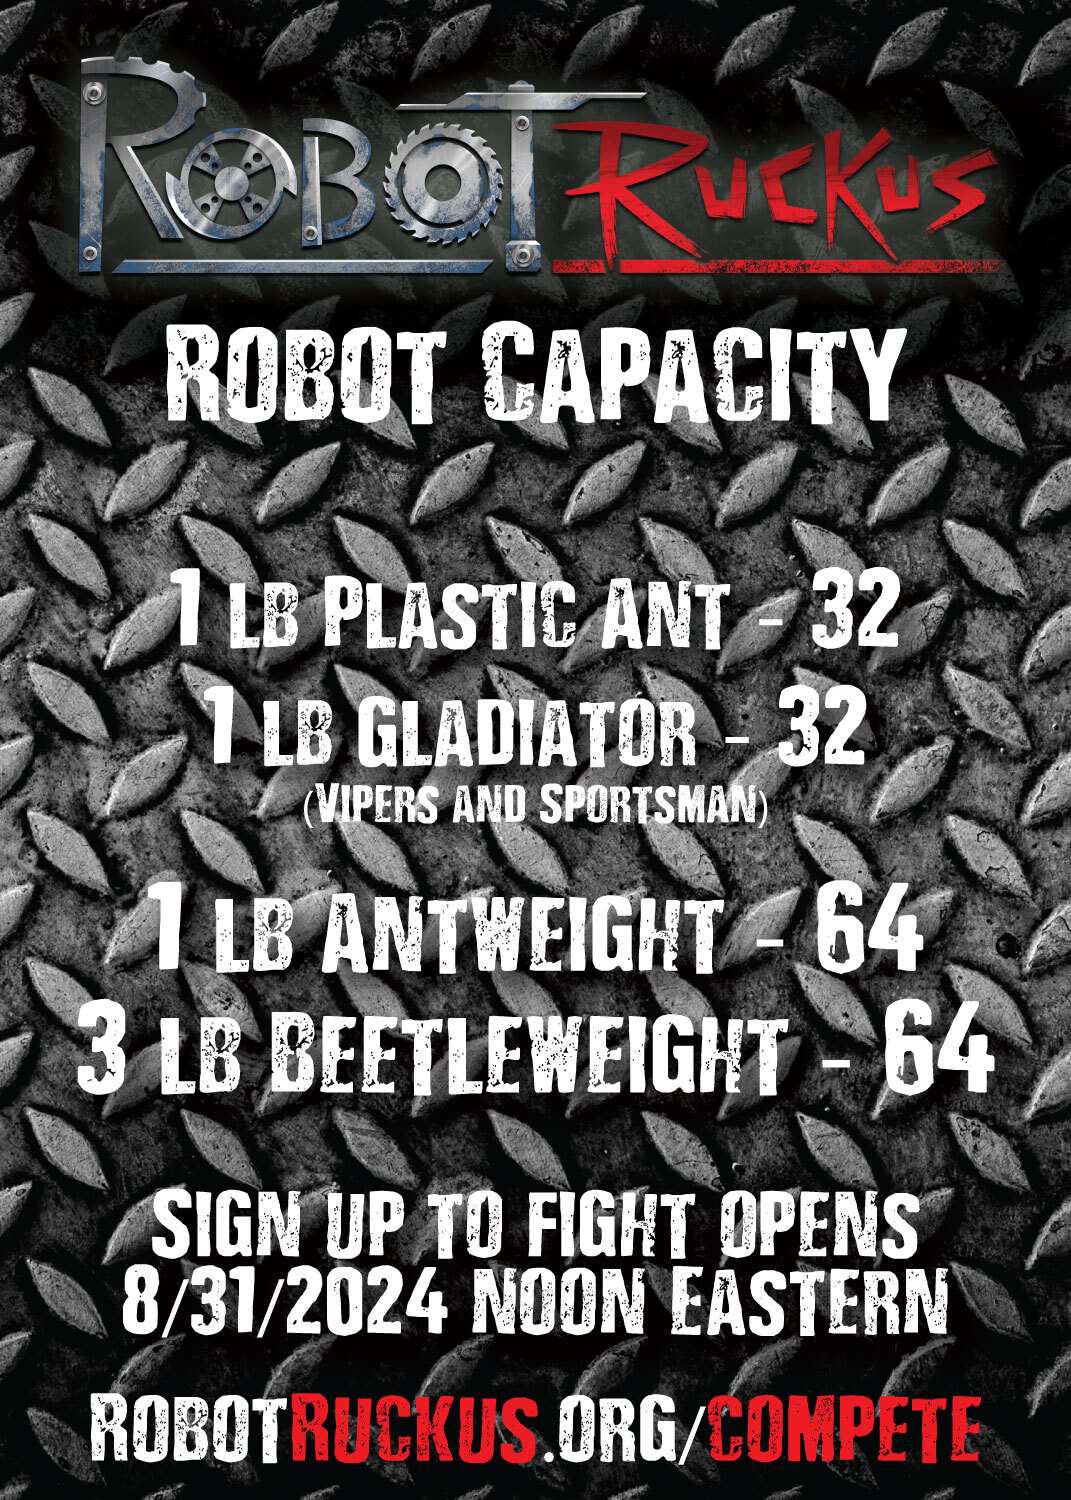 Robot Ruckus
Robot Capacity
1 lb Plastic Ant - 32
1 lb Gladiator - 32
(Vipers and Sportsman)
1 lb Antweight - 64
3 lb Beetleweight - 64
Sign up to fight opens
8/31/2024 Noon Eastern
RobotRuckus.org/compete